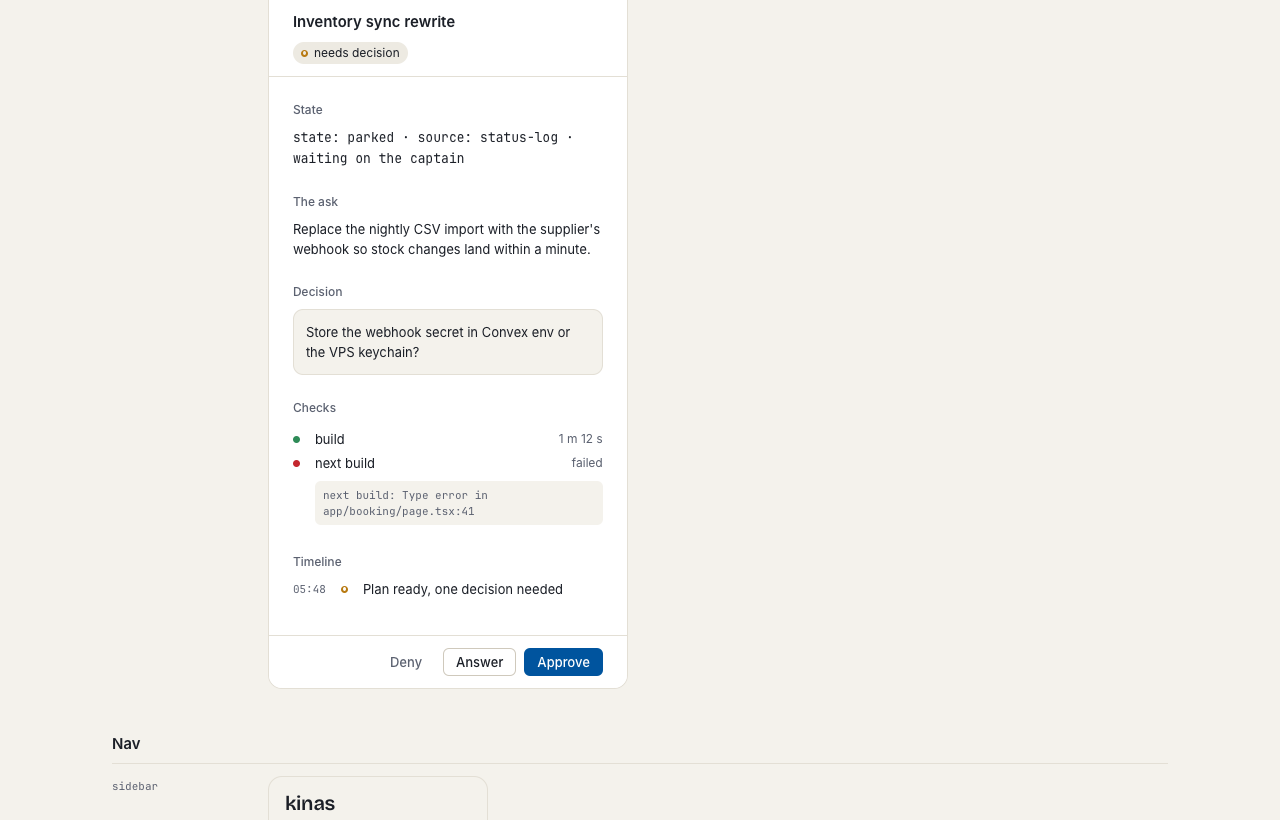 Inventory sync rewrite
needs decision
State
state: parked · source: status-log ·
waiting on the captain
The ask
Replace the nightly CSV import with the supplier's
webhook so stock changes land within a minute.
Decision
Store the webhook secret in Convex env or
the VPS keychain?
Checks
build 1 m 12 s
next build failed
next build: Type error in
app/booking/page.tsx:41
Timeline
05:48 Plan ready, one decision needed
Deny Answer Approve
Nav
sidebar
kinas